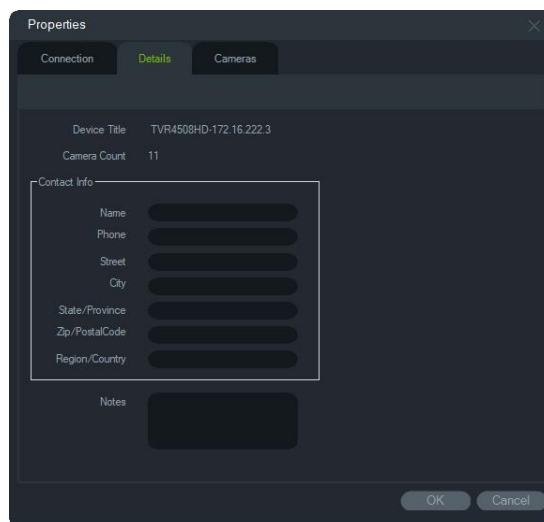 Properties
Connection Details Cameras
Device Title TVR4508HD-172.16.222.3
Camera Count 11
Contact Info
Name
Phone
Street
City
State/Province
Zip/PostalCode
Region/Country
Notes
OK Cancel